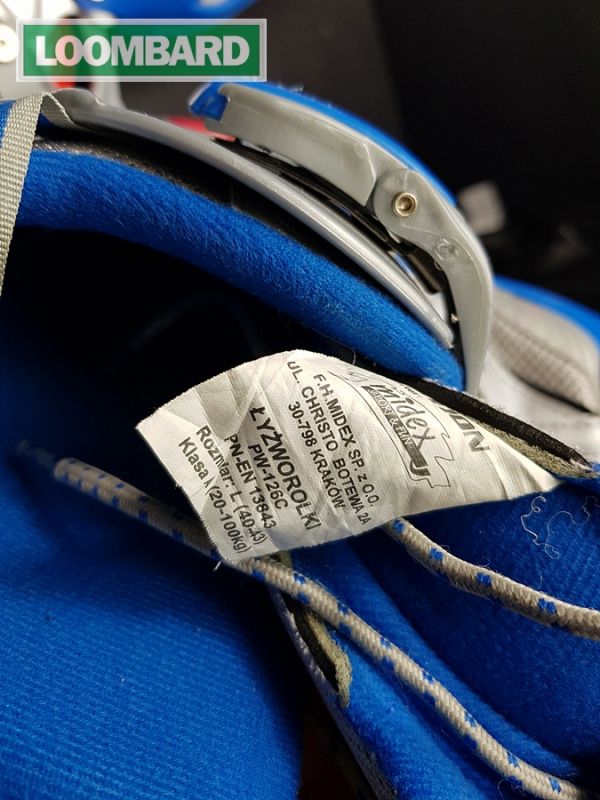 LOOMBARD
midex
F.H.MIDEX SP. z o.o.
UL. CHRISTO BOTEWA 2A
30-798 KRAKÓW
ŁYŻWOROLKI
PW-126C
PN-EN 13843
Rozmiar: L (40-43)
Klasa A (20-100kg)